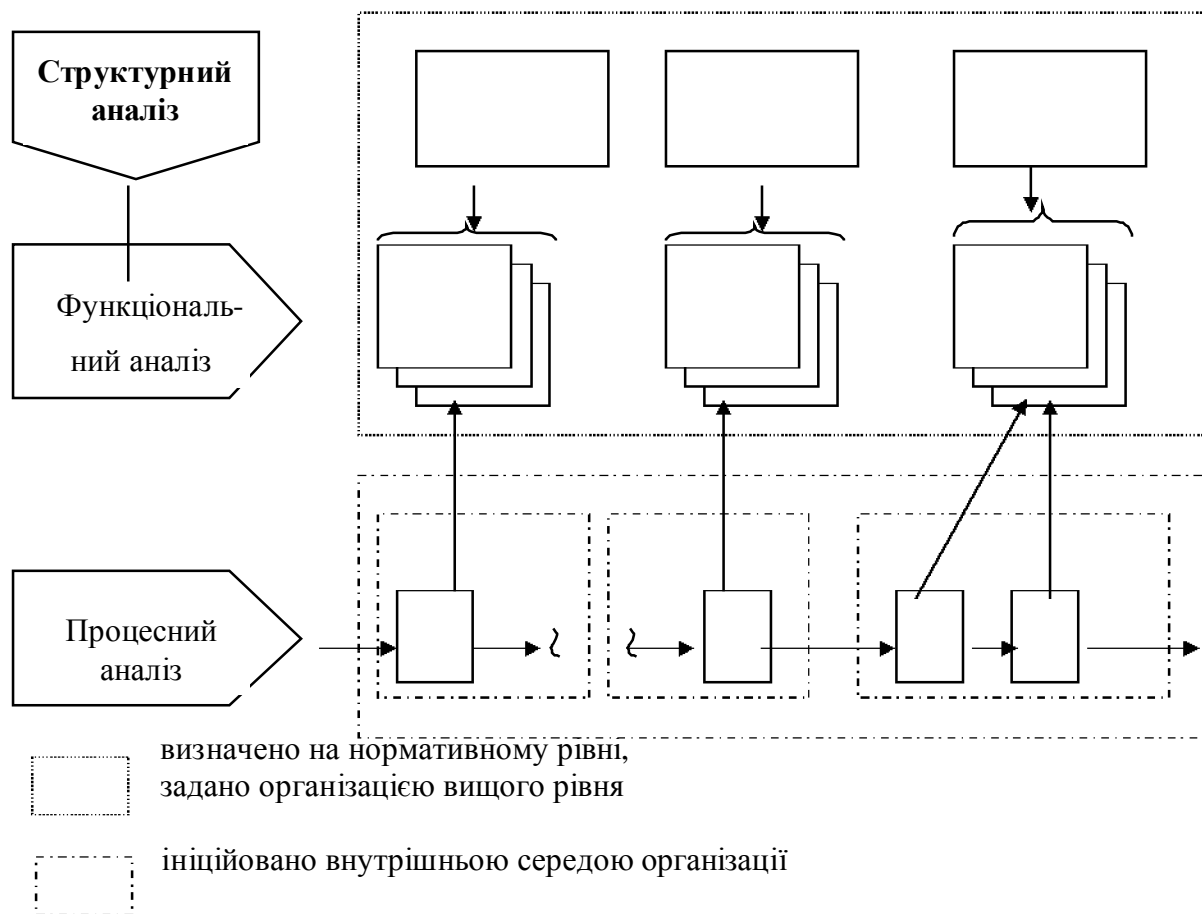 Структурний
аналіз
Функціональ-
ний аналіз
Процесний
аналіз
визначено на нормативному рівні,
задано організацією вищого рівня
ініційовано внутрішньою середою організації